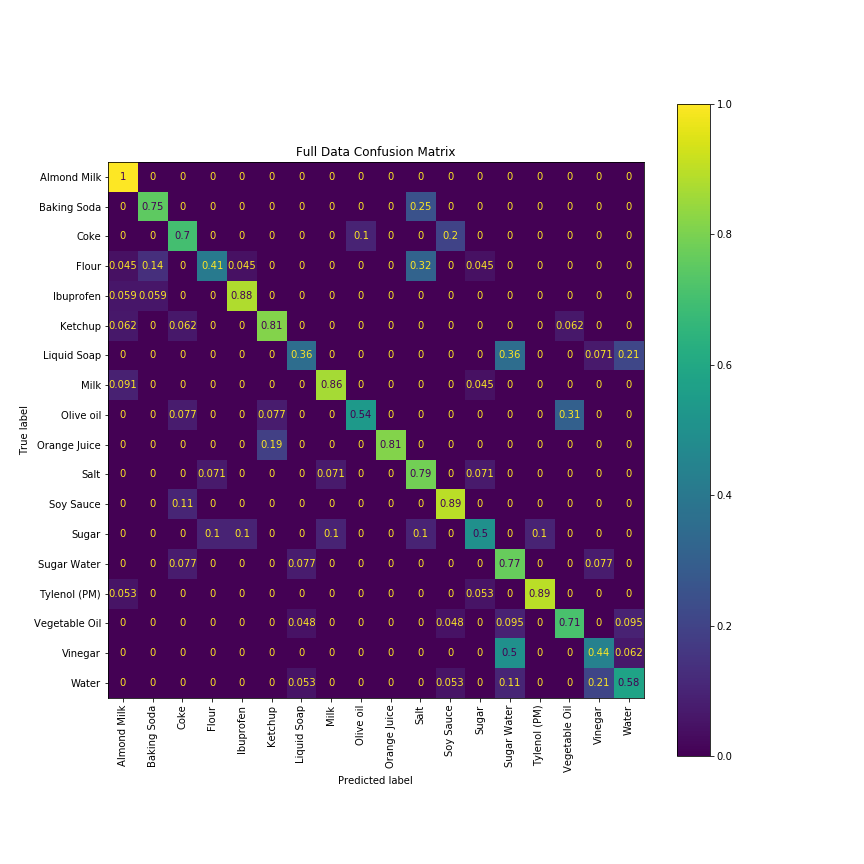 Full Data Confusion Matrix
Almond Milk 1 0 0 0 0 0 0 0 0 0 0 0 0 0 0 0 0 0
Baking Soda 0 0.75 0 0 0 0 0 0 0 0 0.25 0 0 0 0 0 0 0
Coke 0 0 0.7 0 0 0 0 0 0.1 0 0 0.2 0 0 0 0 0 0
Flour 0.045 0.14 0 0.41 0.045 0 0 0 0 0 0.32 0 0.045 0 0 0 0 0
Ibuprofen 0.059 0.059 0 0 0.88 0 0 0 0 0 0 0 0 0 0 0 0 0
Ketchup 0.062 0 0.062 0 0 0.81 0 0 0 0 0 0 0 0 0 0.062 0 0
Liquid Soap 0 0 0 0 0 0 0.36 0 0 0 0 0 0 0.36 0 0 0.071 0.21
Milk 0.091 0 0 0 0 0 0 0.86 0 0 0 0 0.045 0 0 0 0 0
Olive oil 0 0 0.077 0 0 0.077 0 0 0.54 0 0 0 0 0 0 0.31 0 0
Orange Juice 0 0 0 0 0 0.19 0 0 0 0.81 0 0 0 0 0 0 0 0
Salt 0 0 0 0.071 0 0 0 0.071 0 0 0.79 0 0.071 0 0 0 0 0
Soy Sauce 0 0 0.11 0 0 0 0 0 0 0 0 0.89 0 0 0 0 0 0
Sugar 0 0 0 0.1 0.1 0 0 0.1 0 0 0.1 0 0.5 0 0.1 0 0 0
Sugar Water 0 0 0.077 0 0 0 0.077 0 0 0 0 0 0 0.77 0 0 0.077 0
Tylenol (PM) 0.053 0 0 0 0 0 0 0 0 0 0 0 0.053 0 0.89 0 0 0
Vegetable Oil 0 0 0 0 0 0 0.048 0 0 0 0 0.048 0 0.095 0 0.71 0 0.095
Vinegar 0 0 0 0 0 0 0 0 0 0 0 0 0 0.5 0 0 0.44 0.062
Water 0 0 0 0 0 0 0.053 0 0 0 0 0.053 0 0.11 0 0 0.21 0.58
True label
Almond Milk
Baking Soda
Coke
Flour
Ibuprofen
Ketchup
Liquid Soap
Milk
Olive oil
Orange Juice
Salt
Soy Sauce
Sugar
Sugar Water
Tylenol (PM)
Vegetable Oil
Vinegar
Water
Predicted label
1.0
0.8
0.6
0.4
0.2
0.0